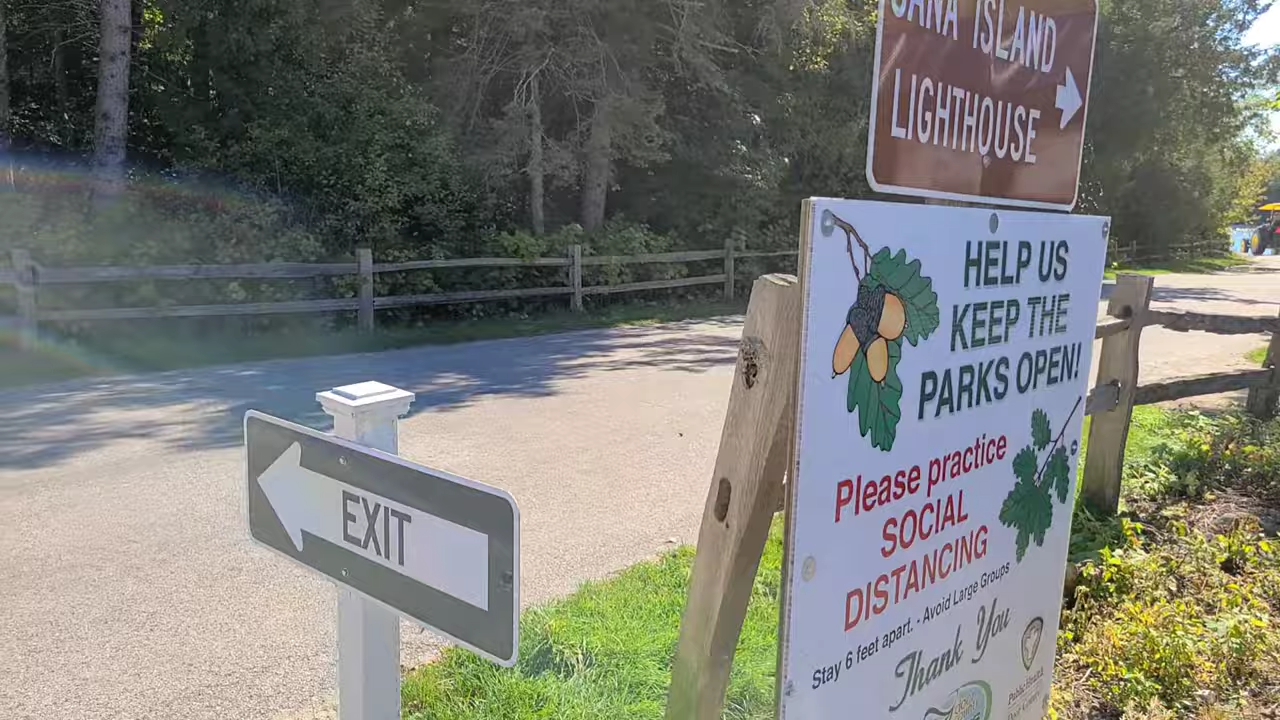 ISLAND
LIGHTHOUSE
HELP US
KEEP THE
PARKS OPEN!
Please practice
SOCIAL
DISTANCING
Stay 6 feet apart. - Avoid Large Groups
Thank You
EXIT